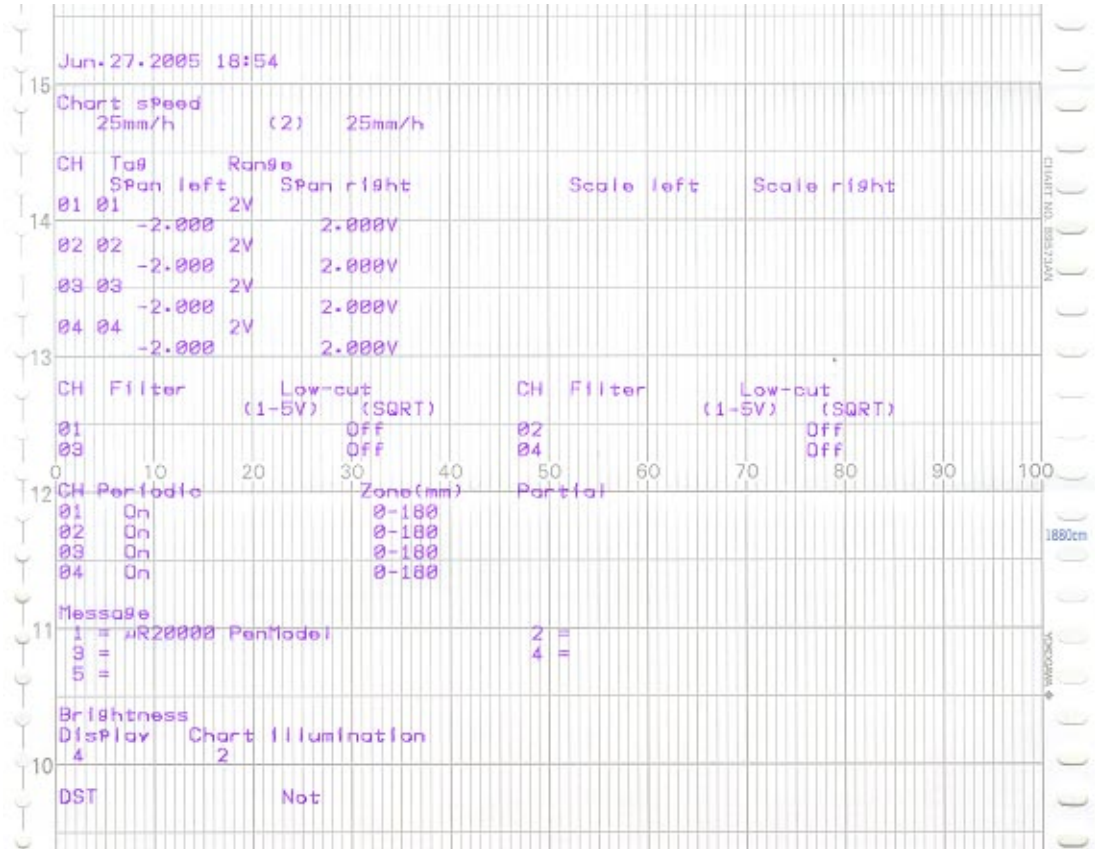 Jun.27.2005 18:54
15
Chart speed
25mm/h (2) 25mm/h
CH Tag Range
Span left Span right Scale left Scale right
01 01 2V
14
-2.000 2.000V
02 02 2V
-2.000 2.000V
03 03 2V
-2.000 2.000V
04 04 2V
-2.000 2.000V
13
CH Filter Low-cut CH Filter Low-cut
(1-5V) (SQRT) (1-5V) (SQRT)
01 Off 02 Off
03 Off 04 Off
0 10 20 30 40 50 60 70 80 90 100
12
CH Periodic Zone(mm) Partial
01 On 0-180
02 On 0-180
03 On 0-180
04 On 0-180
Message
11
1 = µR20000 PenModel 2 =
3 = 4 =
5 =
Brightness
Display Chart illumination
4 2
10
DST Not
CHART NO.
1880cm
YOKOGAWA